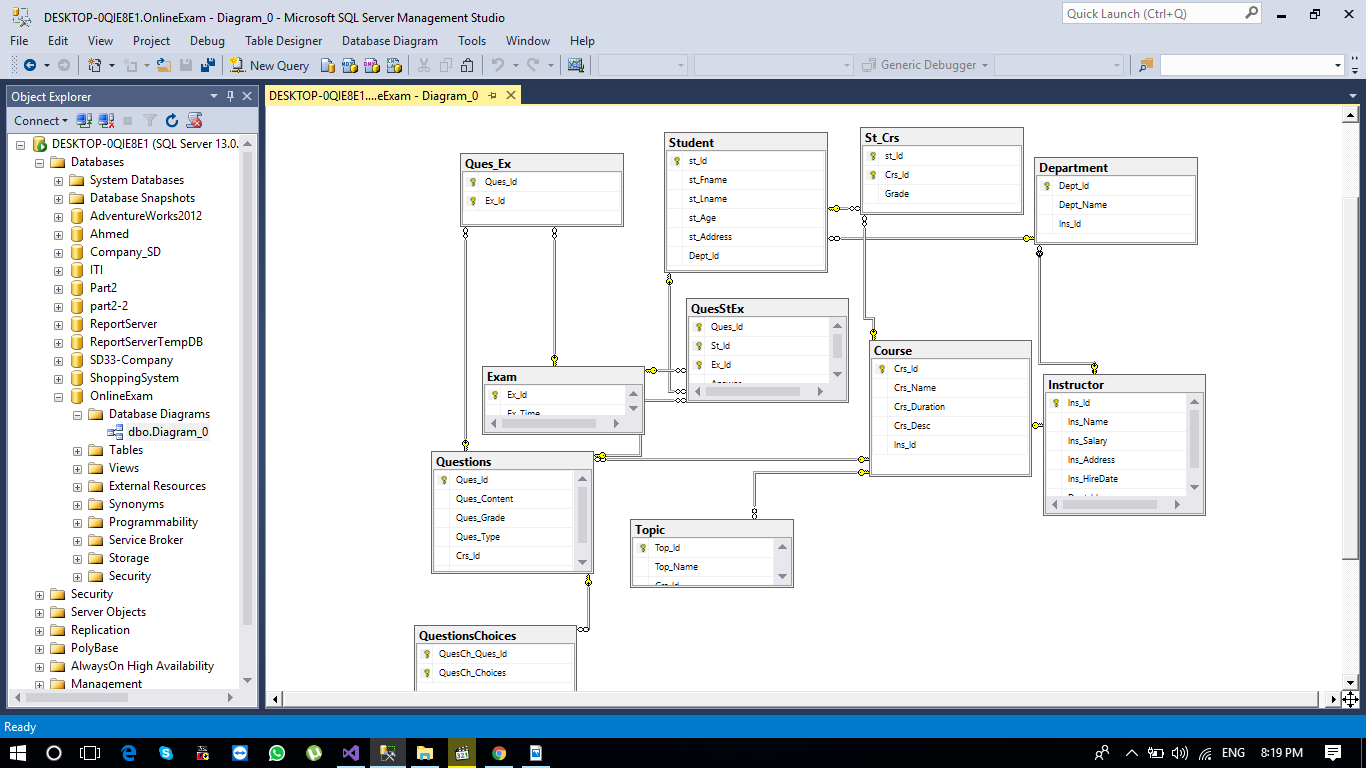 DESKTOP-0QIE8E1.OnlineExam - Diagram_0 - Microsoft SQL Server Management Studio
Quick Launch (Ctrl+Q)
File Edit View Project Debug Table Designer Database Diagram Tools Window Help
New Query
Generic Debugger
Object Explorer
Connect
DESKTOP-0QIE8E1 (SQL Server 13.0.
Databases
System Databases
Database Snapshots
AdventureWorks2012
Ahmed
Company_SD
ITI
Part2
part2-2
ReportServer
ReportServerTempDB
SD33-Company
ShoppingSystem
OnlineExam
Database Diagrams
dbo.Diagram_0
Tables
Views
External Resources
Synonyms
Programmability
Service Broker
Storage
Security
Security
Server Objects
Replication
PolyBase
AlwaysOn High Availability
Management
DESKTOP-0QIE8E1....eExam - Diagram_0
Ques_Ex
Ques_Id
Ex_Id
Student
st_Id
st_Fname
st_Lname
st_Age
st_Address
Dept_Id
St_Crs
st_Id
Crs_Id
Grade
Department
Dept_Id
Dept_Name
Ins_Id
QuesStEx
Ques_Id
St_Id
Ex_Id
Answer
Exam
Ex_Id
Ex_Time
Course
Crs_Id
Crs_Name
Crs_Duration
Crs_Desc
Ins_Id
Instructor
Ins_Id
Ins_Name
Ins_Salary
Ins_Address
Ins_HireDate
Questions
Ques_Id
Ques_Content
Ques_Grade
Ques_Type
Crs_Id
Topic
Top_Id
Top_Name
Crs_Id
QuestionsChoices
QuesCh_Ques_Id
QuesCh_Choices
Ready
ENG 8:19 PM